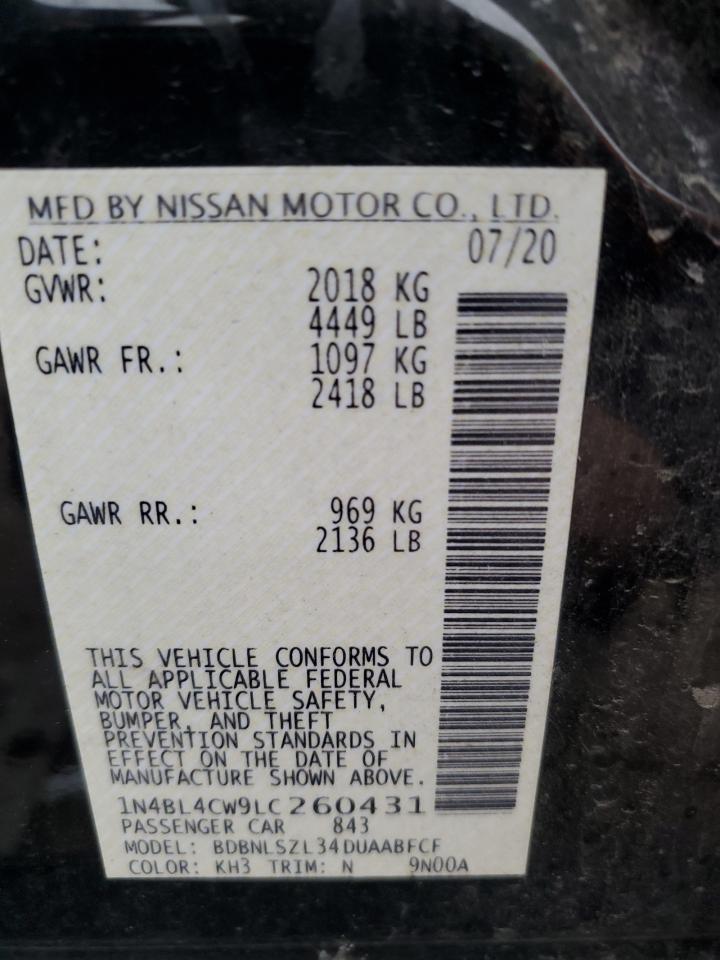 MFD BY NISSAN MOTOR CO., LTD.
DATE: 07/20
GVWR: 2018 KG
4449 LB
GAWR FR.: 1097 KG
2418 LB
GAWR RR.: 969 KG
2136 LB
THIS VEHICLE CONFORMS TO
ALL APPLICABLE FEDERAL
MOTOR VEHICLE SAFETY,
BUMPER, AND THEFT
PREVENTION STANDARDS IN
EFFECT ON THE DATE OF
MANUFACTURE SHOWN ABOVE.
1N4BL4CW9LC260431
PASSENGER CAR 843
MODEL: BDBNLSZL34DUAABFCF
COLOR: KH3 TRIM: N 9N00A